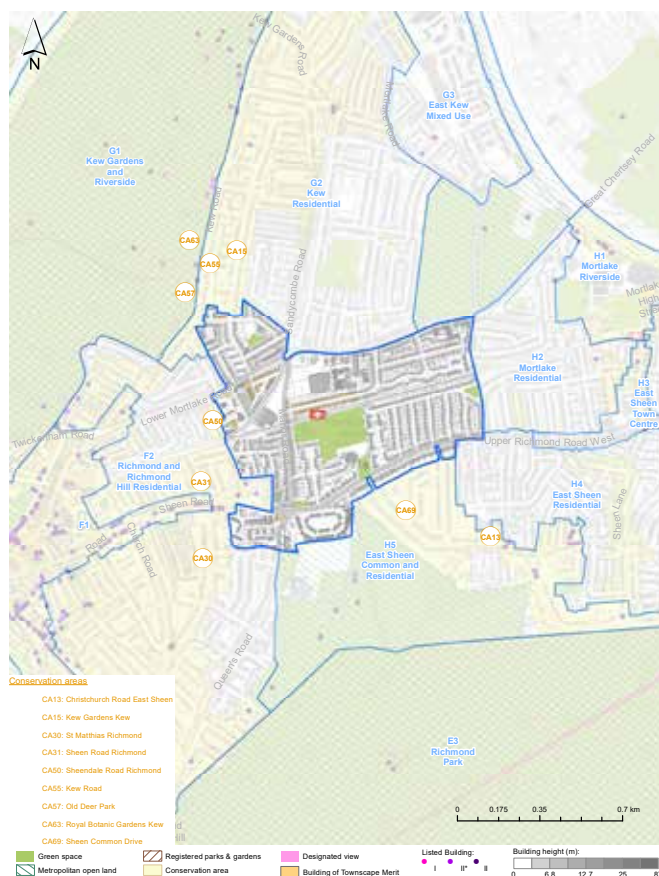 N
Kew Gardens Road
G3
East Kew
Mixed Use
G1
Kew Gardens
and
Riverside
Mortlake Road
Great Chertsey Road
G2
Kew
Residential
Kew Road
CA63
CA15
CA55
CA57
Sandycombe Road
H1
Mortlake
Riverside
Mortlake
High
H2
Mortlake
Residential
H3
East
Sheen
Town
Centre
Lower Mortlake
CA50
Twickenham Road
Upper Richmond Road West
F2
Richmond and
Richmond
Hill Residential
CA31
Sheen Road
H4
East Sheen
Residential
Sheen Lane
CA69
CA13
F1
Road
Church Road
CA30
H5
East Sheen
Common and
Residential
Queen's Road
E3
Richmond
Park
Conservation areas
CA13: Christchurch Road East Sheen
CA15: Kew Gardens Kew
CA30: St Matthias Richmond
CA31: Sheen Road Richmond
CA50: Sheendale Road Richmond
CA55: Kew Road
CA57: Old Deer Park
CA63: Royal Botanic Gardens Kew
CA69: Sheen Common Drive
Hill
0 0.175 0.35 0.7 km
Green space
Metropolitan open land
Registered parks & gardens
Conservation area
Designated view
Building of Townscape Merit
Listed Building:
I II* II
Building height (m):
0 6.8 12.7 25